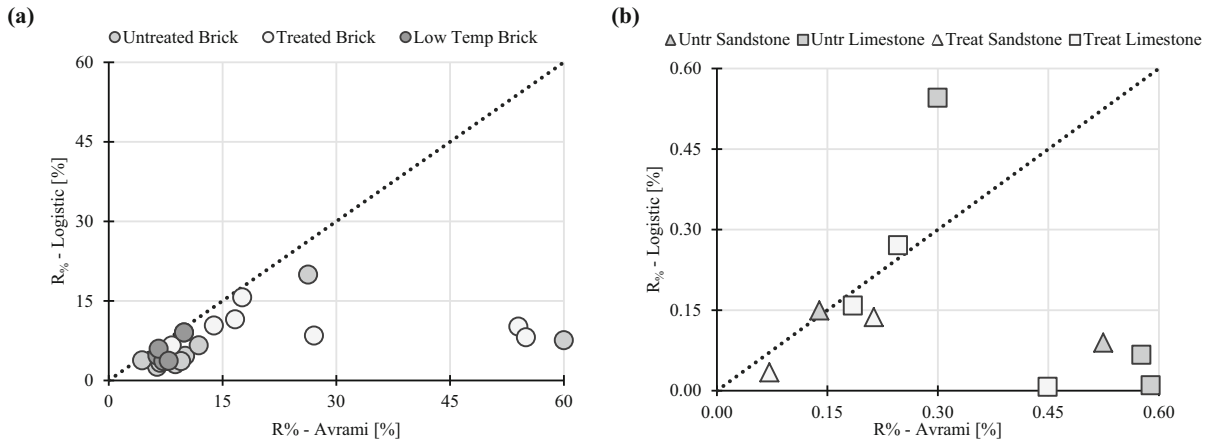 (a)
Untreated Brick Treated Brick Low Temp Brick
60
45
30
15
0
R% - Logistic [%]
0 15 30 45 60
R% - Avrami [%]
(b)
Untr Sandstone Untr Limestone Treat Sandstone Treat Limestone
0.60
0.45
0.30
0.15
0.00
R% - Logistic [%]
0.00 0.15 0.30 0.45 0.60
R% - Avrami [%]